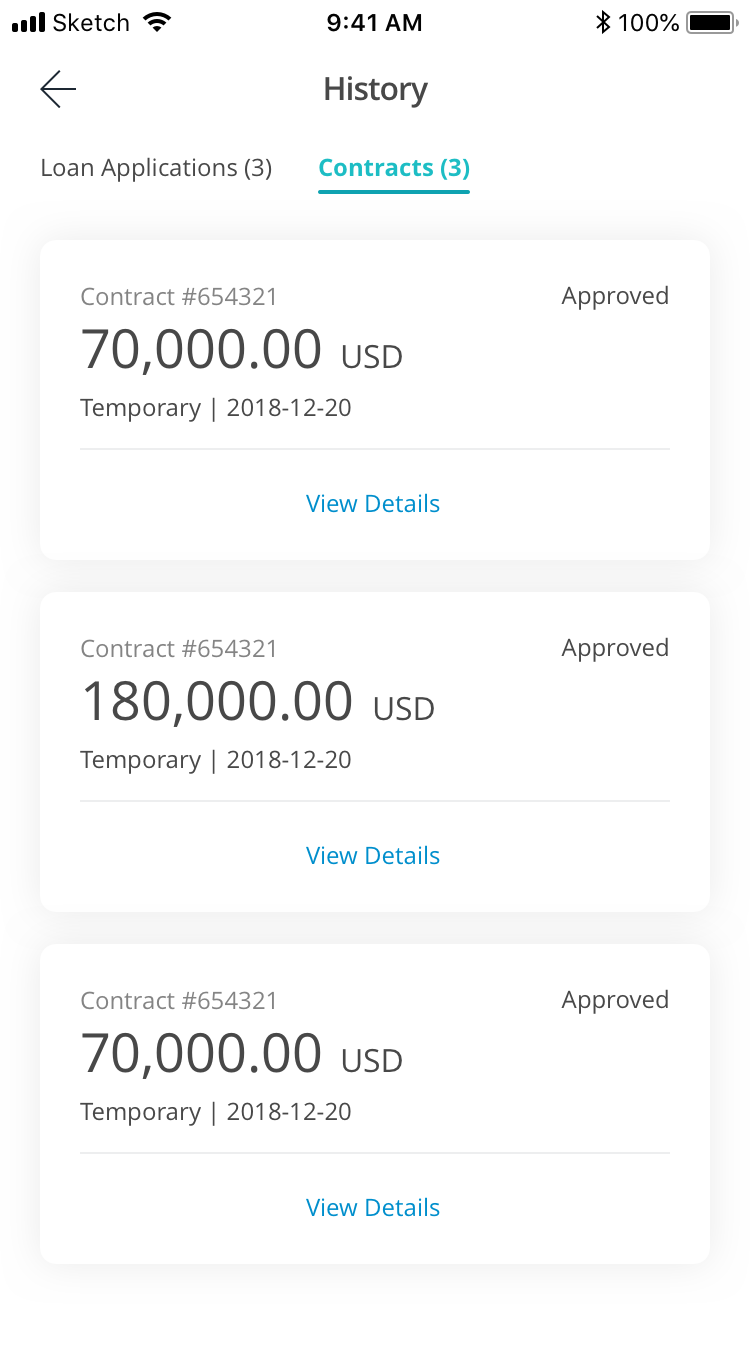 Sketch 9:41 AM 100%
History
Loan Applications (3) Contracts (3)
Contract #654321 Approved
70,000.00 USD
Temporary | 2018-12-20
View Details
Contract #654321 Approved
180,000.00 USD
Temporary | 2018-12-20
View Details
Contract #654321 Approved
70,000.00 USD
Temporary | 2018-12-20
View Details